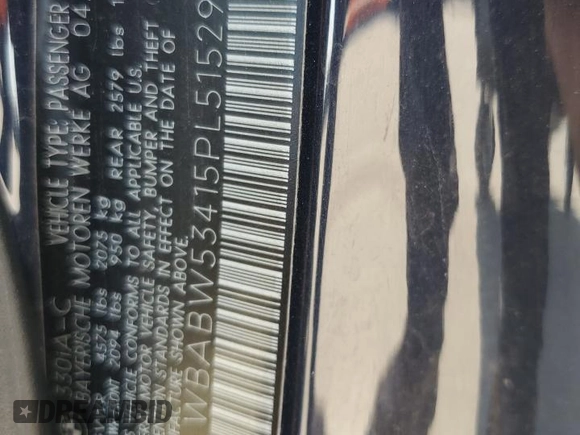 330iA-C VEHICLE TYPE: PASSENGER
BAYERISCHE MOTOREN WERKE AG 04
4575 lbs 2075 kg
2094 lbs 950 kg REAR 2579 lbs 1
VEHICLE CONFORMS TO ALL APPLICABLE U.S.
MOTOR VEHICLE SAFETY, BUMPER AND THEFT
STANDARDS IN EFFECT ON THE DATE OF
SHOWN ABOVE.
WBABW53415PL51529
DREAMBID